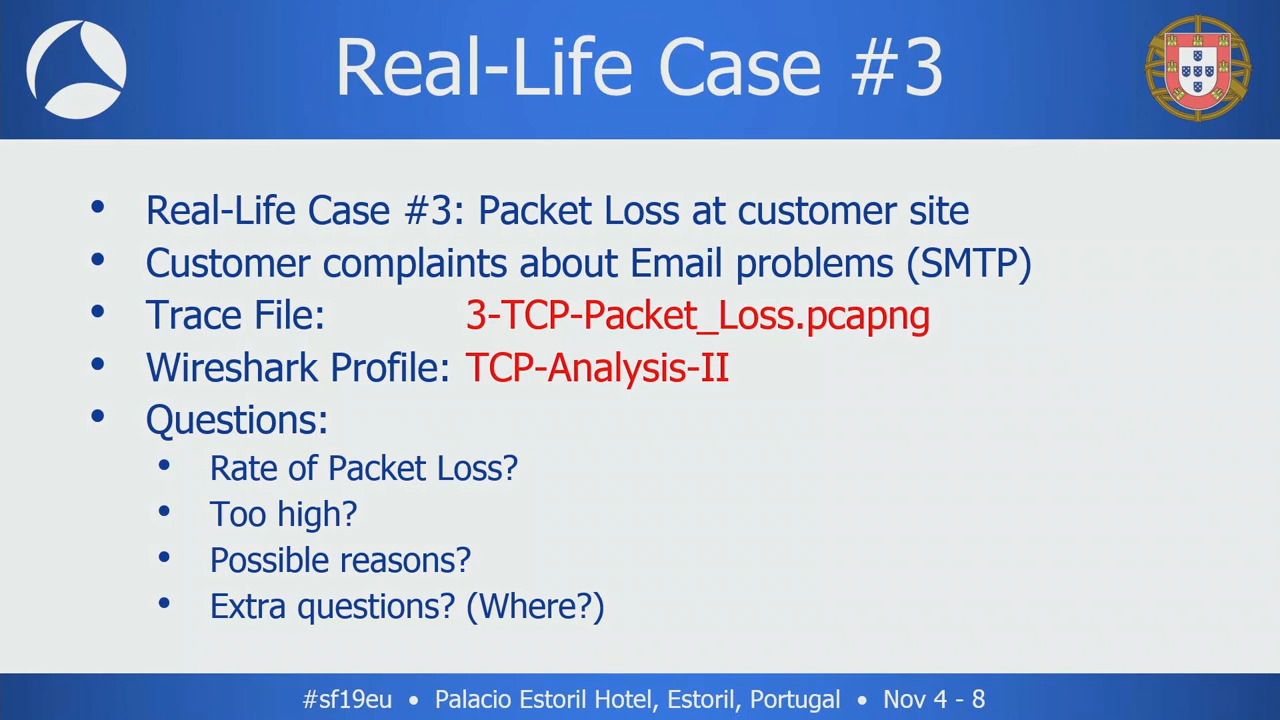 Real-Life Case #3
• Real-Life Case #3: Packet Loss at customer site
• Customer complaints about Email problems (SMTP)
• Trace File: 3-TCP-Packet_Loss.pcapng
• Wireshark Profile: TCP-Analysis-II
• Questions:
• Rate of Packet Loss?
• Too high?
• Possible reasons?
• Extra questions? (Where?)
#sf19eu • Palacio Estoril Hotel, Estoril, Portugal • Nov 4 - 8